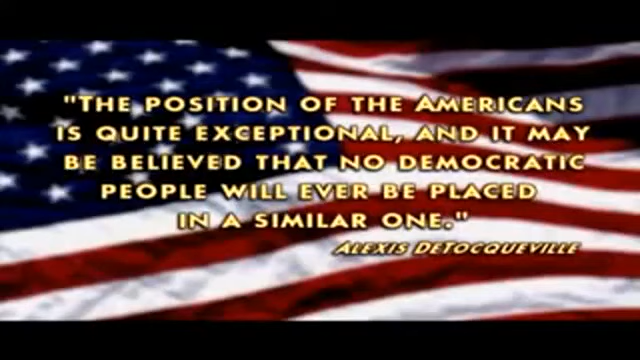 "The position of the Americans
is quite exceptional, and it may
be believed that no democratic
people will ever be placed
in a similar one."
Alexis deTocqueville